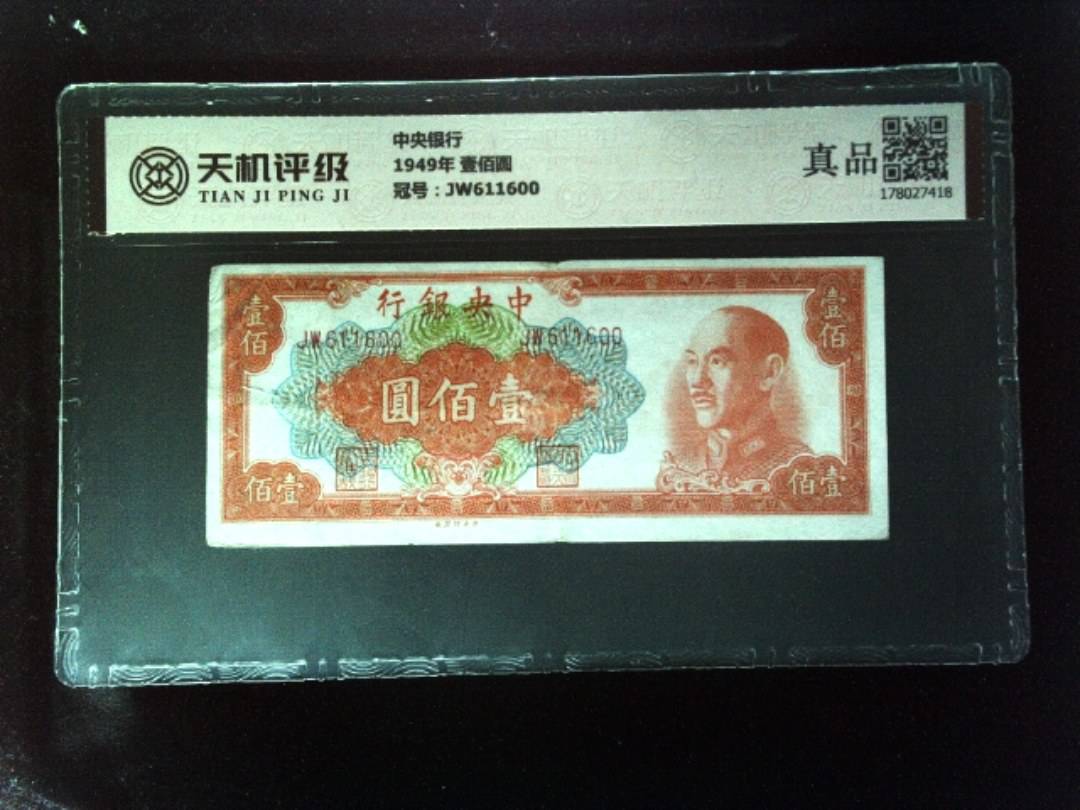 天机评级
TIAN JI PING JI
中央银行
1949年 壹佰圆
冠号：JW611600
真品
178027418
行銀央中
壹佰
壹佰
JW611600
JW611600
圓佰壹
佰壹
佰壹